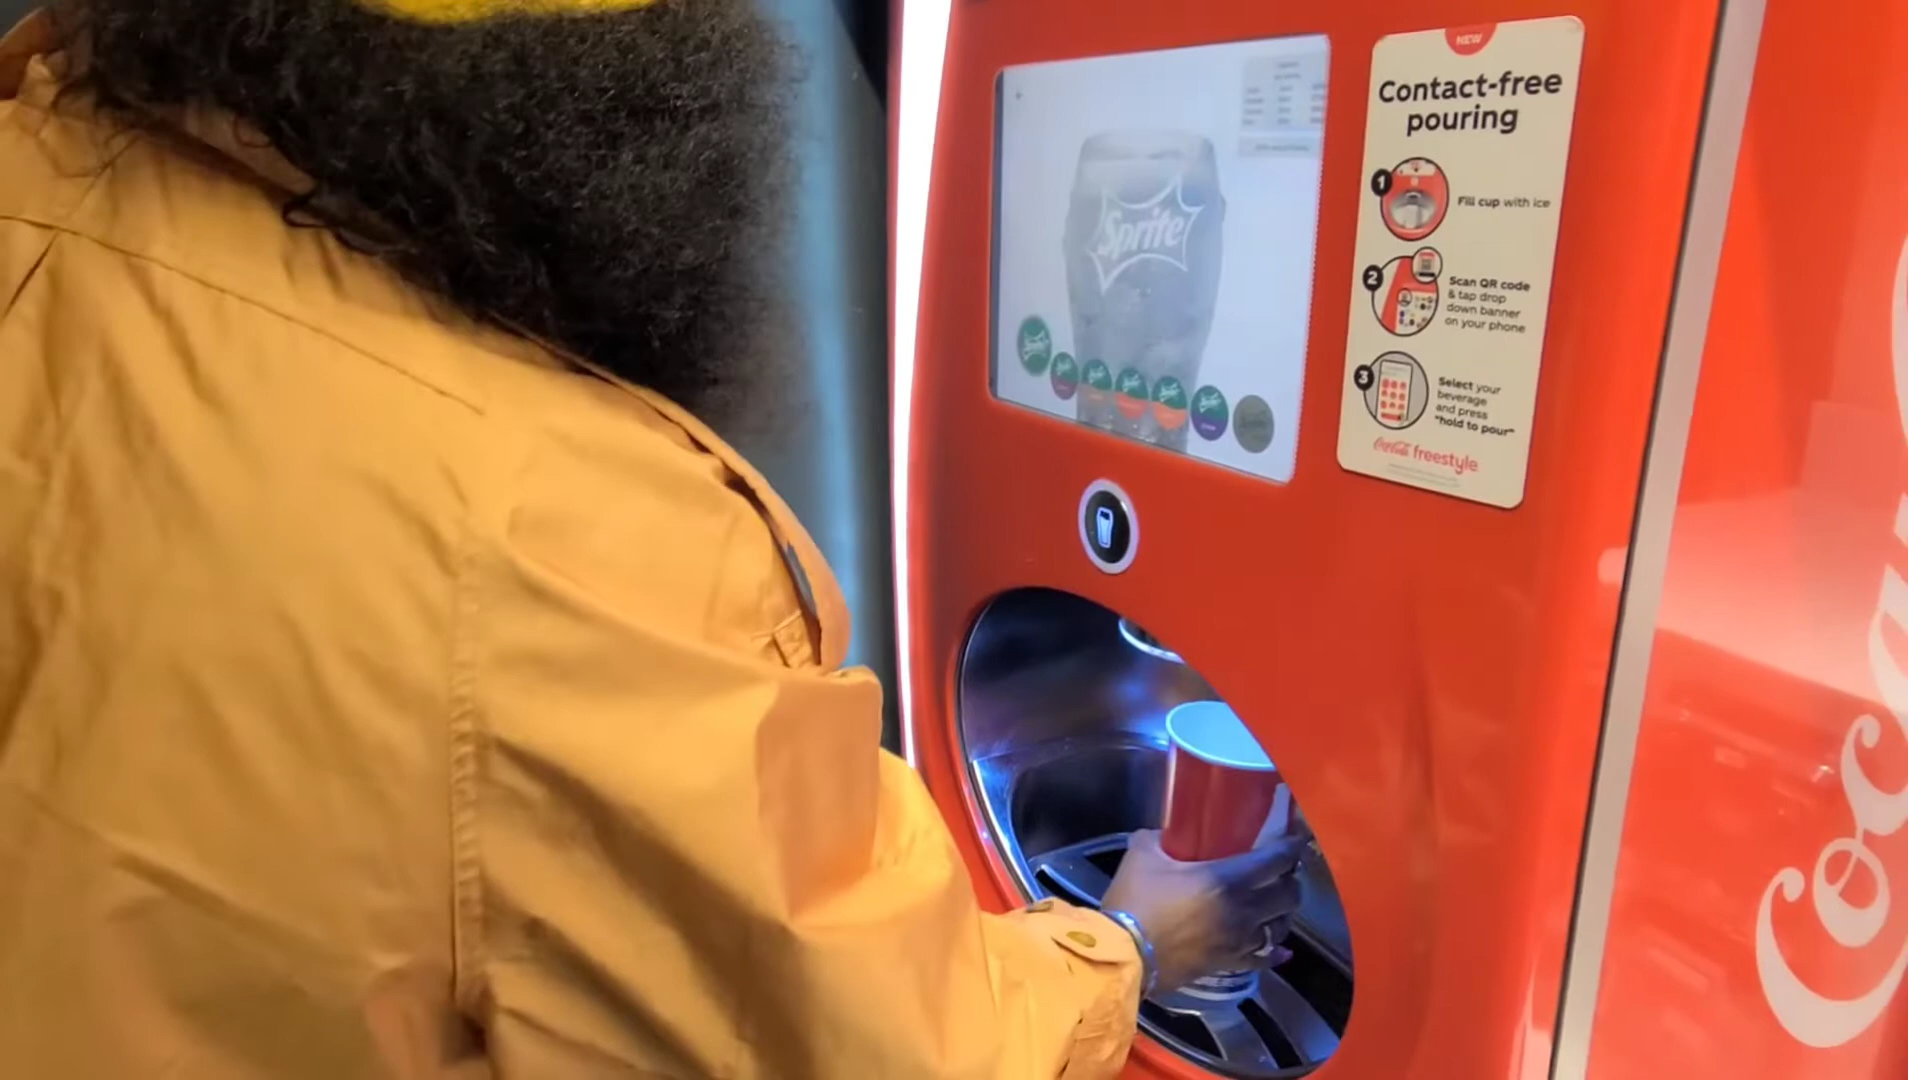 Sprite
NEW
Contact-free
pouring
1
Fill cup with ice
2
Scan QR code
& tap drop
down banner
on your phone
3
Select your
beverage
and press
"hold to pour"
Coca-Cola freestyle
Coca